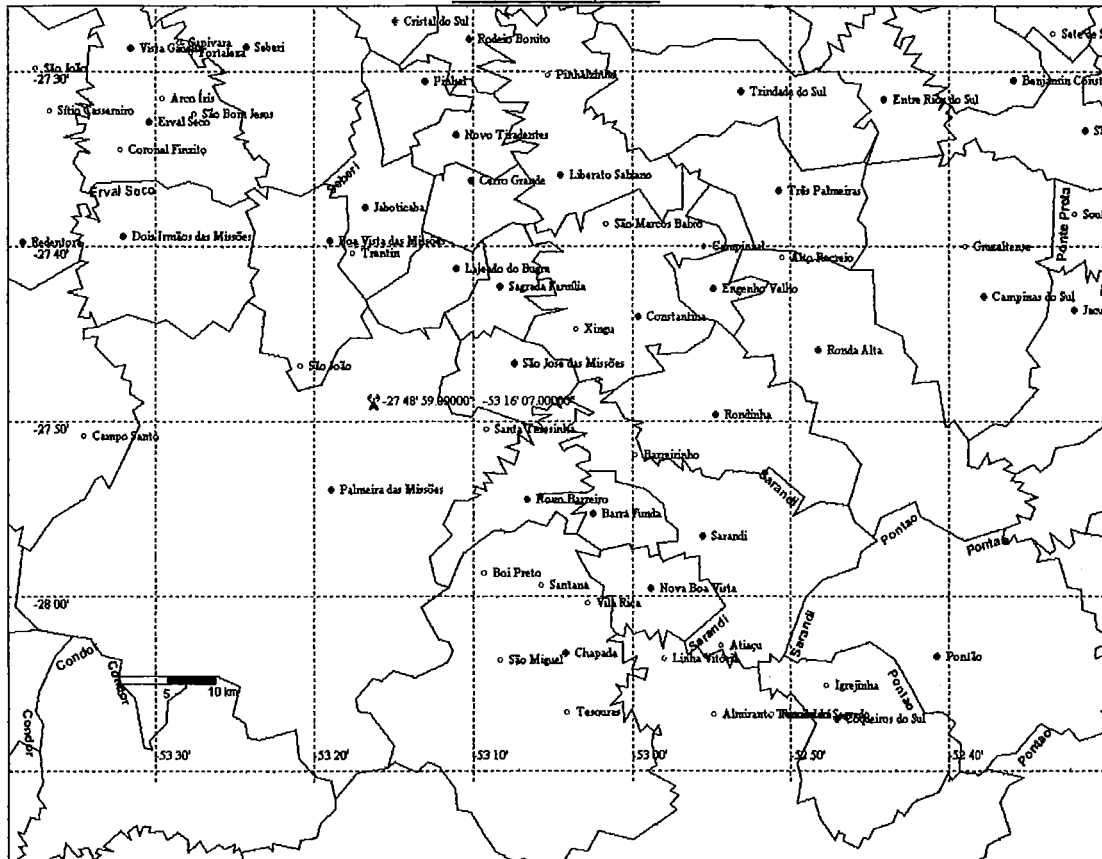 Cristal do Sul
Rodeio Bonito
Vista Gaúcha
Capivara
Fortaleza
Seberi
São João
-27 30'
Pinhal
Pinhalzinho
Trindade do Sul
Entre Rios do Sul
Benjamin Const
Sítio Cassemiro
Arco Íris
São Bom Jesus
Erval Seco
Novo Tiradentes
Coronel Finzito
Erval Seco
Seberi
Cerro Grande
Liberato Salzano
Três Palmeiras
Ponte Preta
Jaboticaba
São Marcos Baixo
Redentora
Dois Irmãos das Missões
Boa Vista das Missões
Trentin
-27 40'
Campinas
Alto Recreio
Gramaltense
Lajeado do Bugre
Sagrada Família
Engenho Velho
Campinas do Sul
Jacu
Constantina
Xingu
Ronda Alta
São João
São José das Missões
-27 48' 59.00000" -53 16' 07.00000"
Rondinha
-27 50'
Campo Santo
Santa Teresinha
Barreirinho
Sarandi
Palmeira das Missões
Novo Barreiro
Barra Funda
Sarandi
Pontao
Pontao
Boi Preto
Santana
Nova Boa Vista
-28 00'
Vila Rica
Sarandi
Sarandi
Atiaçu
Condor
Condor
Condor
São Miguel
Chapada
Linha Vitória
Pontão
5
10 km
Igrejinha
Pontao
Tesouras
Almirante
Coqueiros do Sul
Pontao
-53 30'
-53 20'
-53 10'
-53 00'
-52 50'
-52 40'